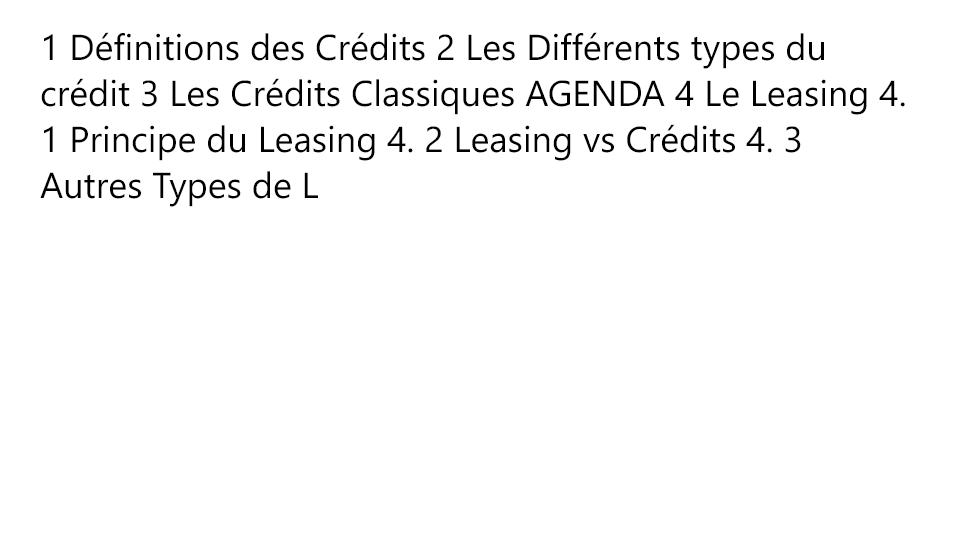 1 Définitions des Crédits 2 Les Différents types du
crédit 3 Les Crédits Classiques AGENDA 4 Le Leasing 4.
1 Principe du Leasing 4. 2 Leasing vs Crédits 4. 3
Autres Types de L